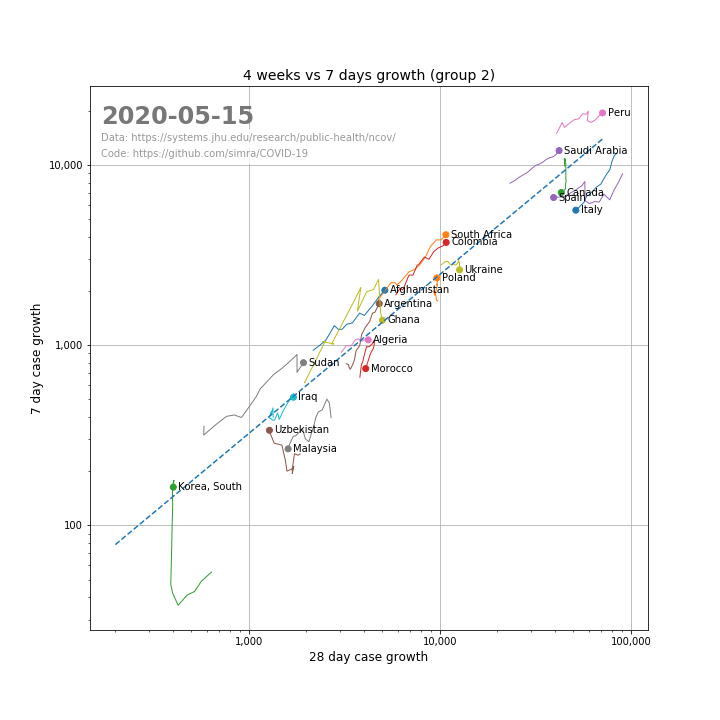 4 weeks vs 7 days growth (group 2)
2020-05-15
Data: https://systems.jhu.edu/research/public-health/ncov/
Code: https://github.com/simra/COVID-19
Peru
Saudi Arabia
Canada
Spain
Italy
South Africa
Colombia
Ukraine
Poland
Afghanistan
Argentina
Ghana
Algeria
Sudan
Morocco
Iraq
Uzbekistan
Malaysia
Korea, South
10,000
1,000
100
7 day case growth
1,000
10,000
100,000
28 day case growth